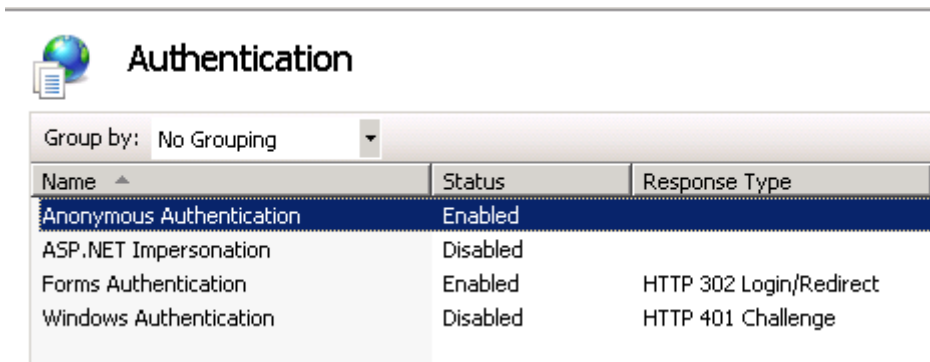 Authentication
Group by: No Grouping
Name Status Response Type
Anonymous Authentication Enabled
ASP.NET Impersonation Disabled
Forms Authentication Enabled HTTP 302 Login/Redirect
Windows Authentication Disabled HTTP 401 Challenge